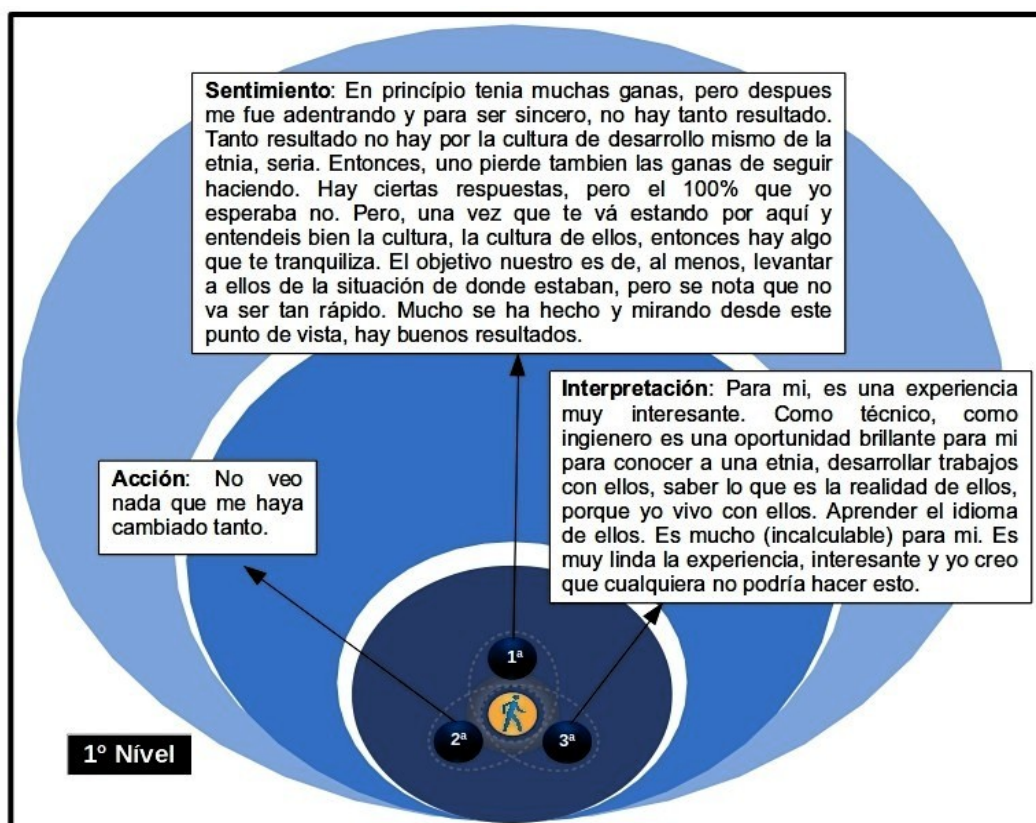 Sentimiento: En princípio tenia muchas ganas, pero despues
me fue adentrando y para ser sincero, no hay tanto resultado.
Tanto resultado no hay por la cultura de desarrollo mismo de la
etnia, seria. Entonces, uno pierde tambien las ganas de seguir
haciendo. Hay ciertas respuestas, pero el 100% que yo
esperaba no. Pero, una vez que te vá estando por aquí y
entendeis bien la cultura, la cultura de ellos, entonces hay algo
que te tranquiliza. El objetivo nuestro es de, al menos, levantar
a ellos de la situación de donde estaban, pero se nota que no
va ser tan rápido. Mucho se ha hecho y mirando desde este
punto de vista, hay buenos resultados.
Interpretación: Para mi, es una experiencia
muy interesante. Como técnico, como
ingienero es una oportunidad brillante para mi
para conocer a una etnia, desarrollar trabajos
con ellos, saber lo que es la realidad de ellos,
porque yo vivo con ellos. Aprender el idioma
de ellos. Es mucho (incalculable) para mi. Es
muy linda la experiencia, interesante y yo creo
que cualquiera no podría hacer esto.
Acción: No veo
nada que me haya
cambiado tanto.
1ª
2ª
3ª
1º Nível